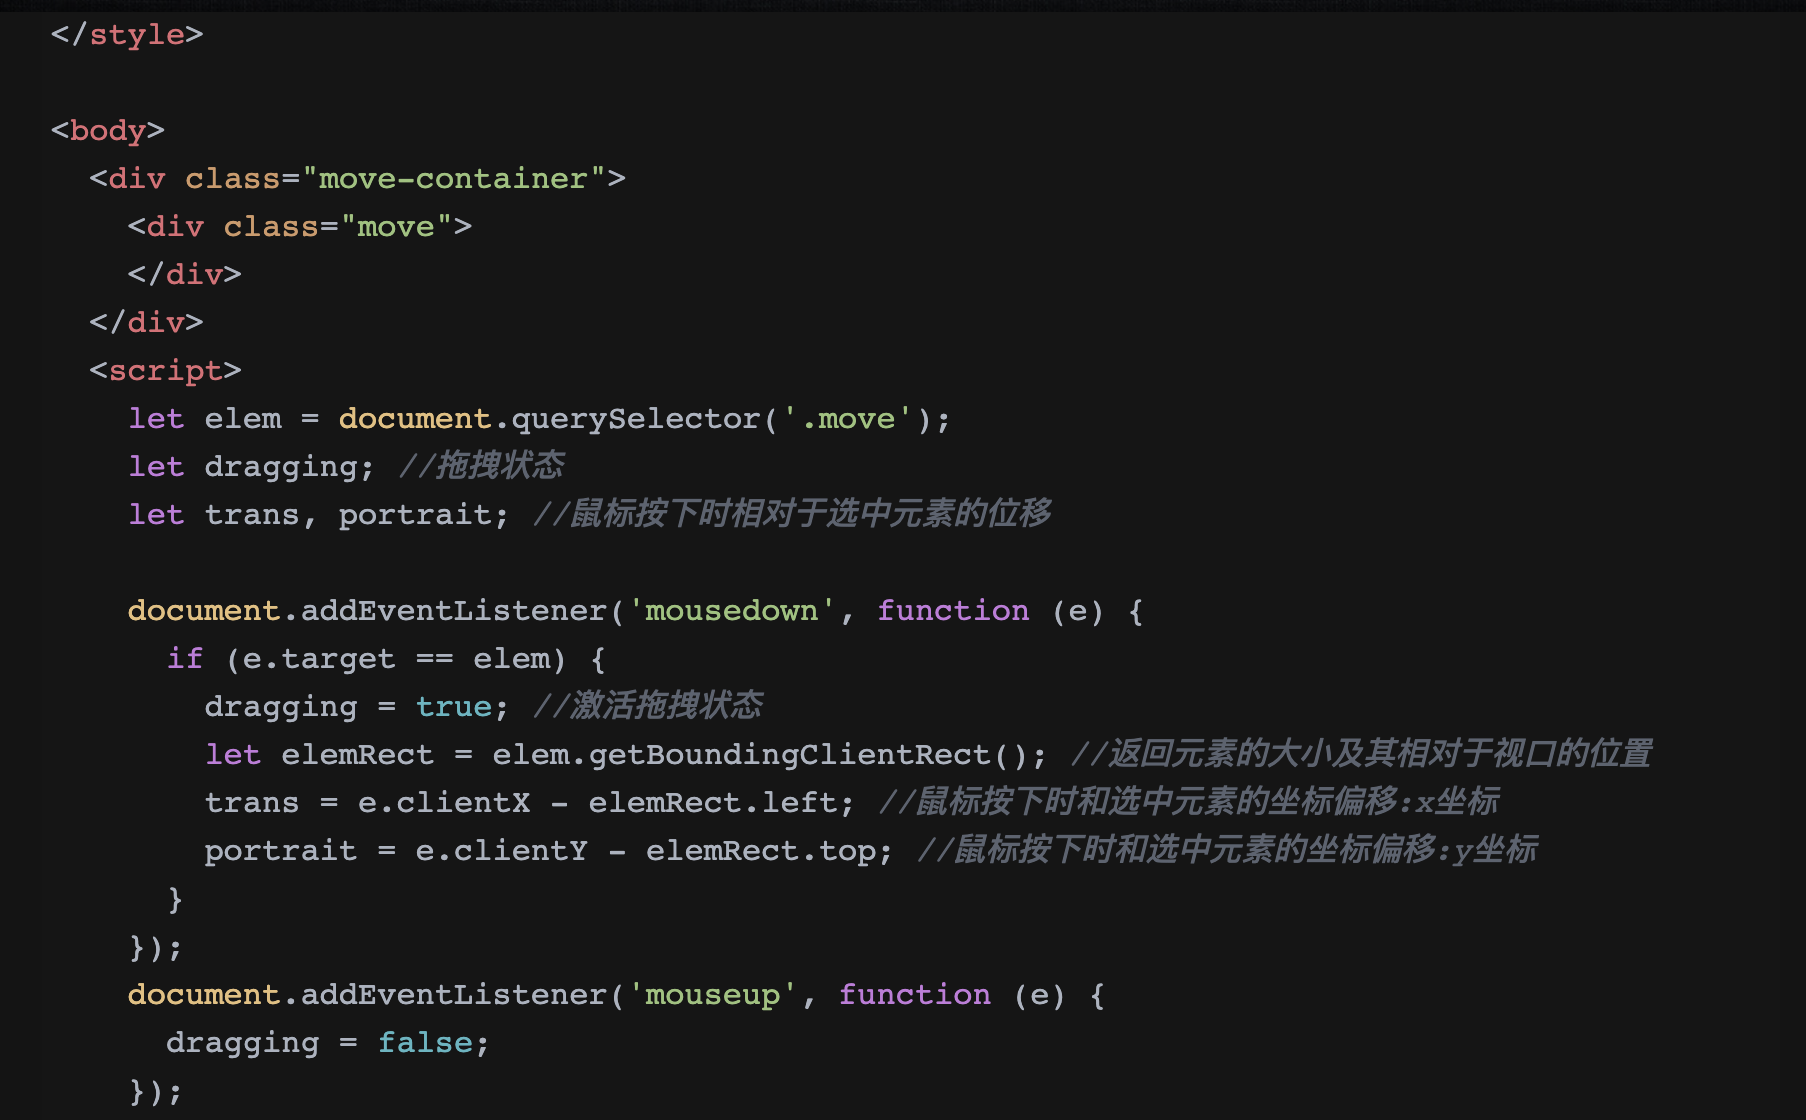 </style>
<body>
<div class="move-container">
<div class="move">
</div>
</div>
<script>
let elem = document.querySelector('.move');
let dragging; //拖拽状态
let trans, portrait; //鼠标按下时相对于选中元素的位移
document.addEventListener('mousedown', function (e) {
if (e.target == elem) {
dragging = true; //激活拖拽状态
let elemRect = elem.getBoundingClientRect(); //返回元素的大小及其相对于视口的位置
trans = e.clientX - elemRect.left; //鼠标按下时和选中元素的坐标偏移:x坐标
portrait = e.clientY - elemRect.top; //鼠标按下时和选中元素的坐标偏移:y坐标
}
});
document.addEventListener('mouseup', function (e) {
dragging = false;
});